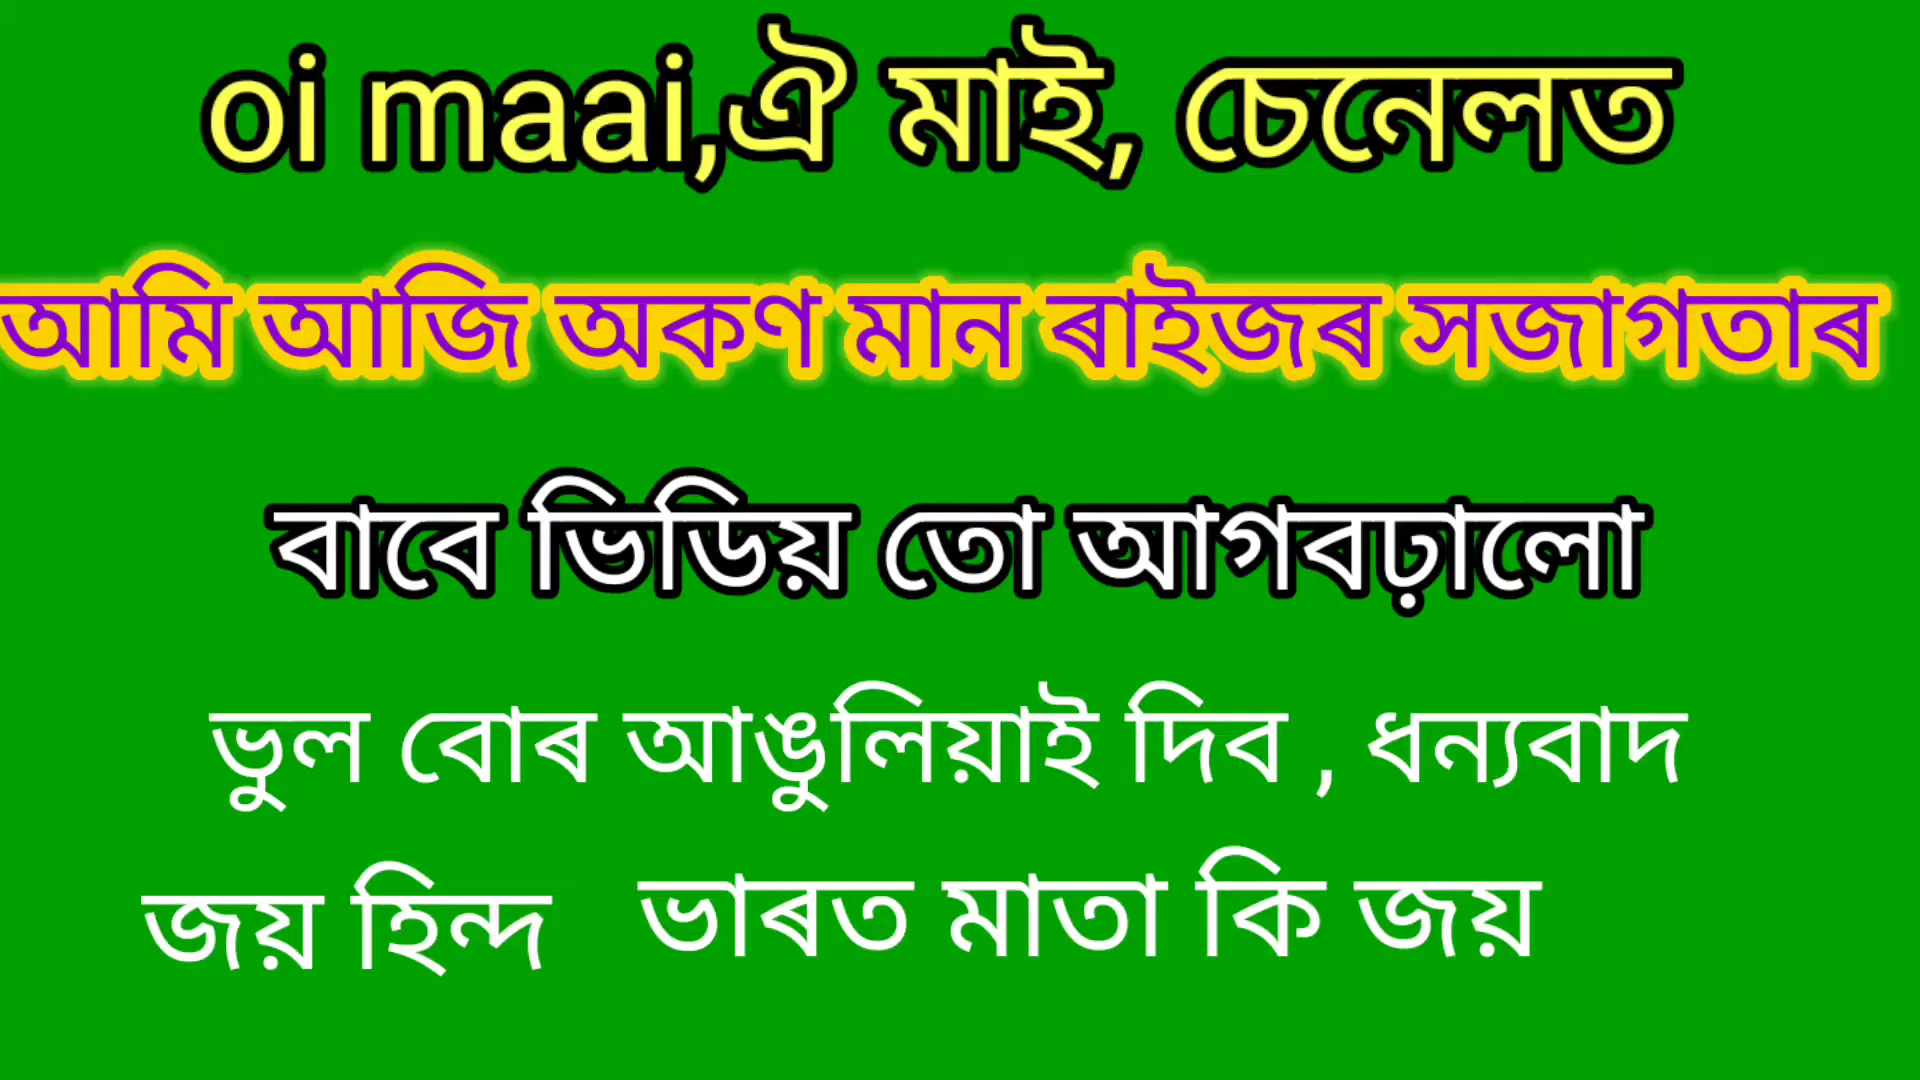 oi maai,ঐ মাই, চেনেলত
আমি আজি অকণ মান ৰাইজৰ সজাগতাৰ
বাবে ভিডিয় তো আগবঢ়ালো
ভুল বোৰ আঙুলিয়াই দিব , ধন্যবাদ
জয় হিন্দ ভাৰত মাতা কি জয়